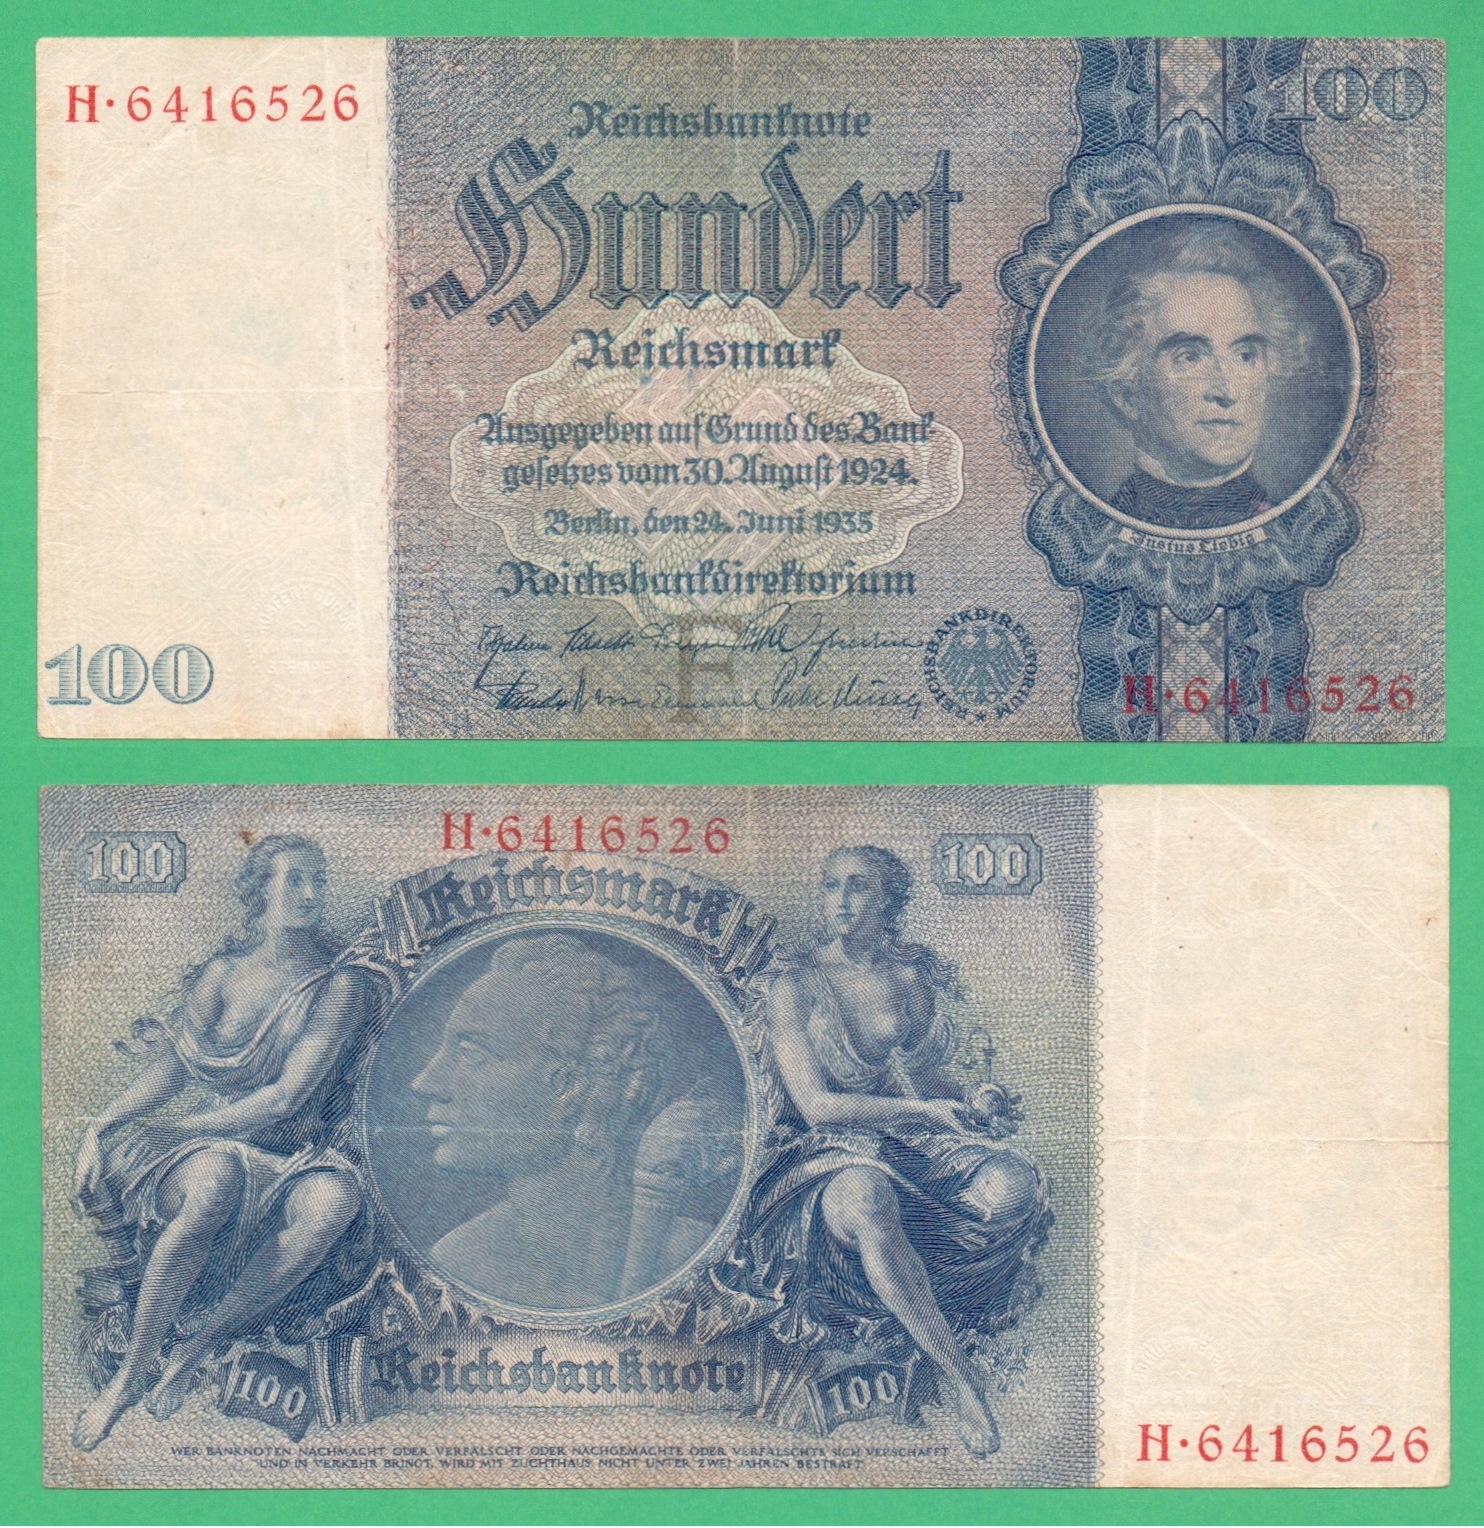 H·6416526
100
Reichsbanknote
Hundert
Reichsmark
Ausgegeben auf Grund des Bank-
gesetzes vom 30. August 1924.
Berlin, den 24. Juni 1935
Reichsbankdirektorium
REICHSBANKDIREKTORIUM
F
Justus Liebig
100
H·6416526
100
H·6416526
100
Reichsmark
Reichsbanknote
100
100
WER BANKNOTEN NACHMACHT ODER VERFÄLSCHT ODER NACHGEMACHTE ODER VERFÄLSCHTE SICH VERSCHAFFT
UND IN VERKEHR BRINGT, WIRD MIT ZUCHTHAUS NICHT UNTER ZWEI JAHREN BESTRAFT
H·6416526